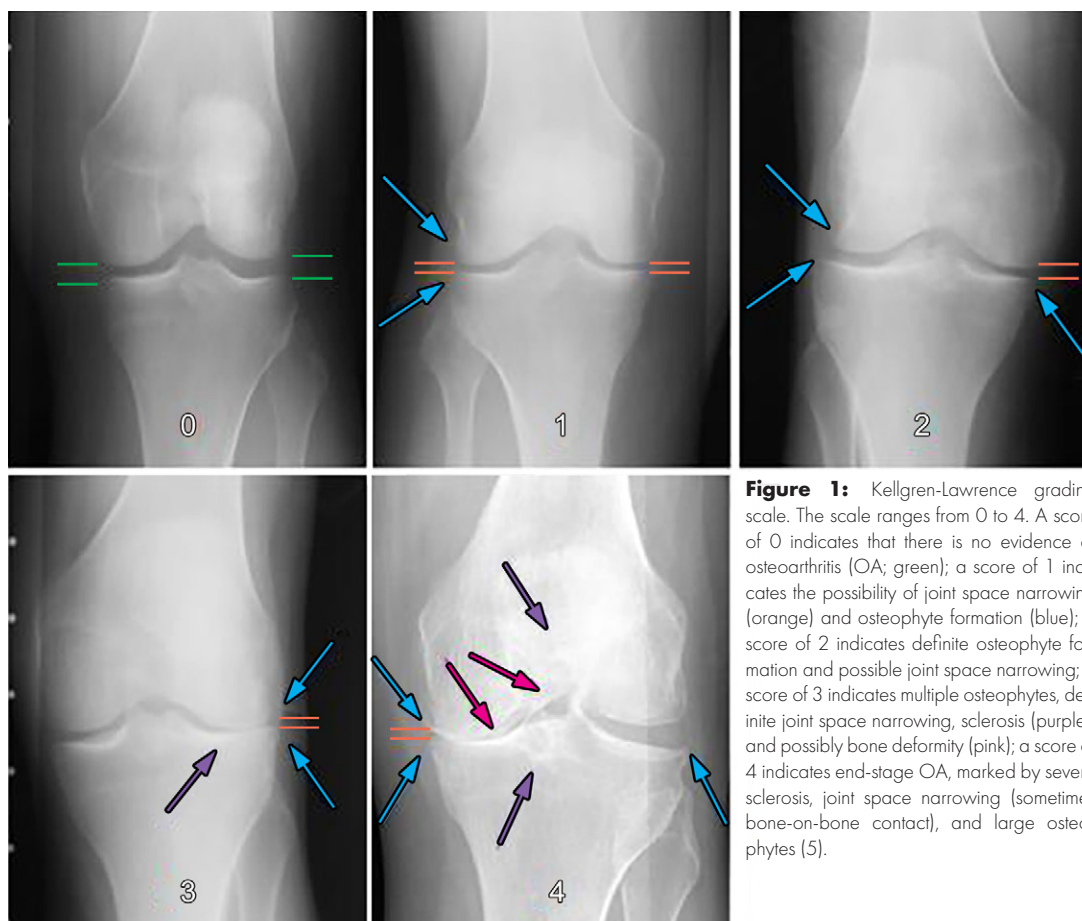 0
1
2
3
4
Figure 1: Kellgren-Lawrence gradin
scale. The scale ranges from 0 to 4. A scor
of 0 indicates that there is no evidence
osteoarthritis (OA; green); a score of 1 ind
cates the possibility of joint space narrowin
(orange) and osteophyte formation (blue);
score of 2 indicates definite osteophyte fo
mation and possible joint space narrowing;
score of 3 indicates multiple osteophytes, de
nite joint space narrowing, sclerosis (purple
and possibly bone deformity (pink); a score
4 indicates end-stage OA, marked by sever
sclerosis, joint space narrowing (sometime
bone-on-bone contact), and large osteo
phytes (5).